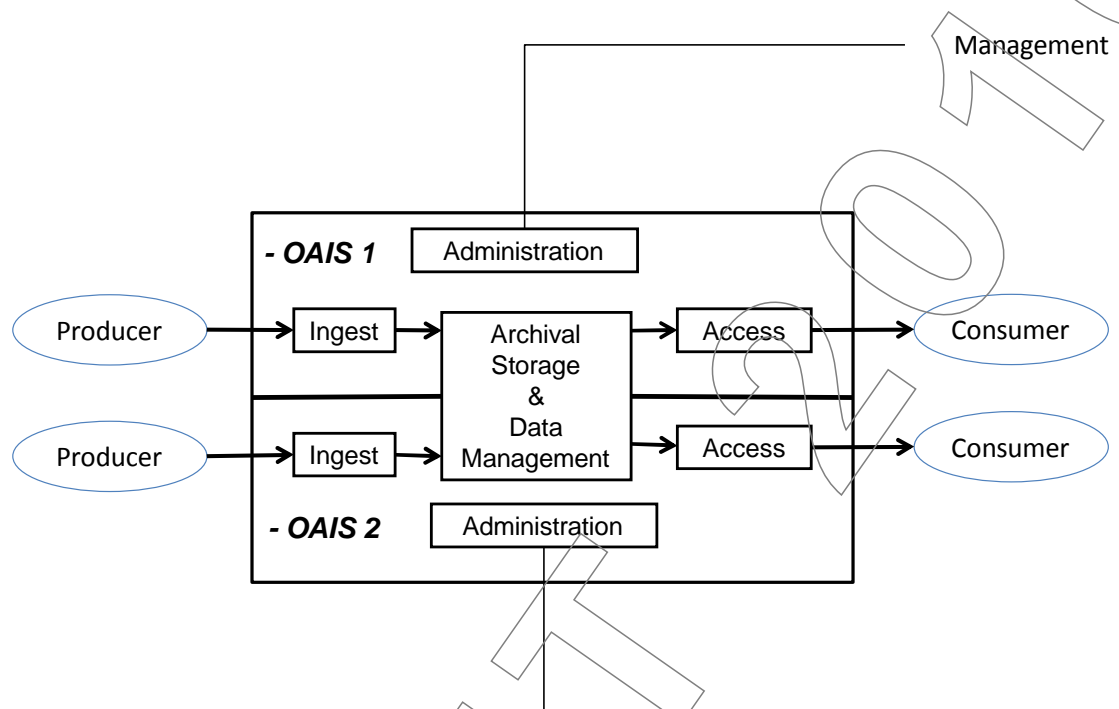 Management
- OAIS 1
Administration
Producer
Ingest
Archival
Storage
&
Data
Management
Access
Consumer
Producer
Ingest
Access
Consumer
- OAIS 2
Administration